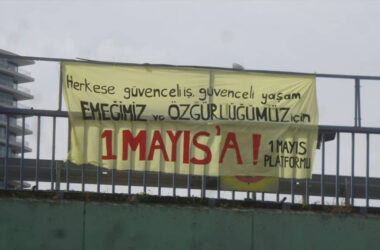 Herkese güvenceli iş, güvenceli yaşam
EMEĞİMİZ ve ÖZGÜRLÜĞÜMÜZ için
1 MAYIS'A !
1 MAYIS
PLATFORMU